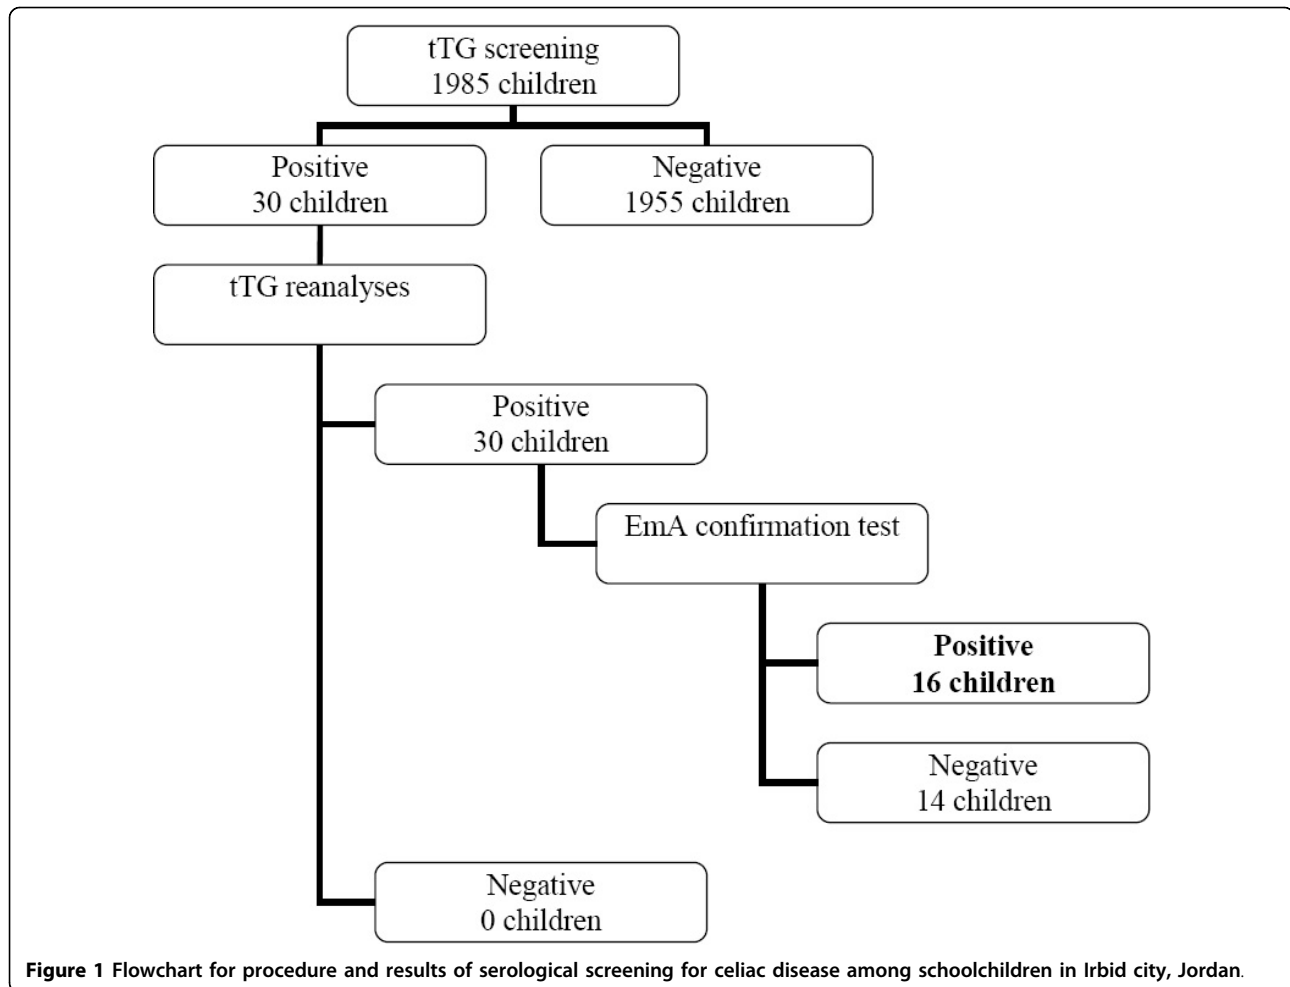 tTG screening
1985 children
Positive
30 children
Negative
1955 children
tTG reanalyses
Positive
30 children
EmA confirmation test
Positive
16 children
Negative
14 children
Negative
0 children
Figure 1 Flowchart for procedure and results of serological screening for celiac disease among schoolchildren in Irbid city, Jordan.